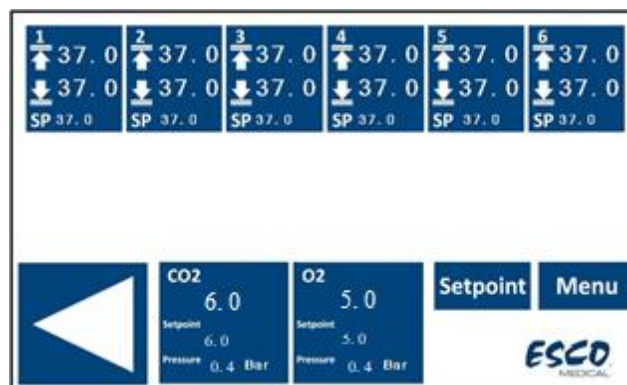 1 2 3 4 5 6
37.0 37.0 37.0 37.0 37.0 37.0
37.0 37.0 37.0 37.0 37.0 37.0
SP 37.0 SP 37.0 SP 37.0 SP 37.0 SP 37.0 SP 37.0
CO2
6.0
Setpoint
6.0
Pressure 0.4 Bar
O2
5.0
Setpoint
5.0
Pressure 0.4 Bar
Setpoint
Menu
ESCO
MEDICAL